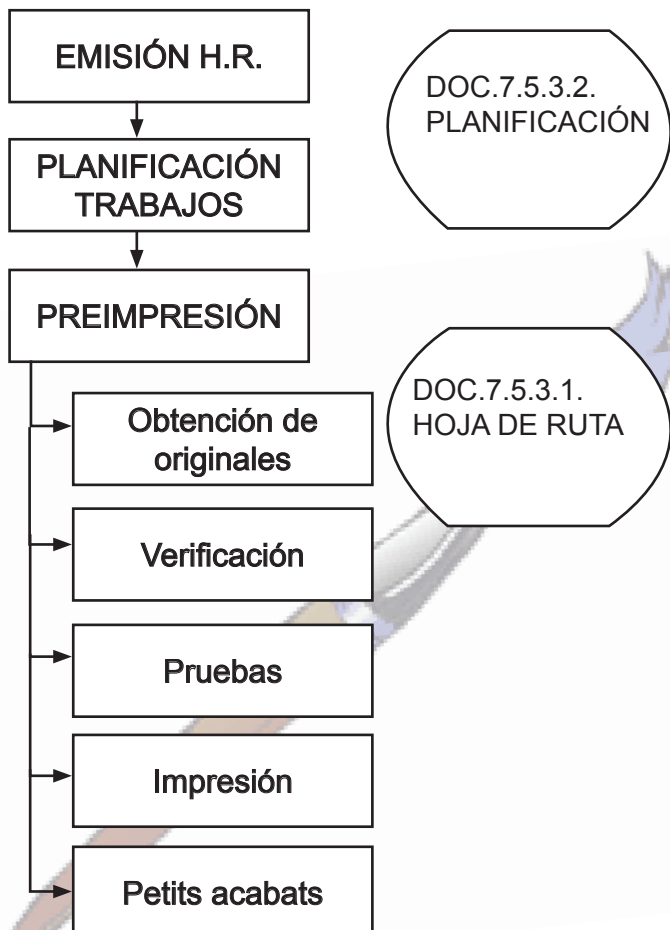 EMISIÓN H.R.
PLANIFICACIÓN
TRABAJOS
PREIMPRESIÓN
Obtención de
originales
Verificación
Pruebas
Impresión
Petits acabats
DOC.7.5.3.2.
PLANIFICACIÓN
DOC.7.5.3.1.
HOJA DE RUTA